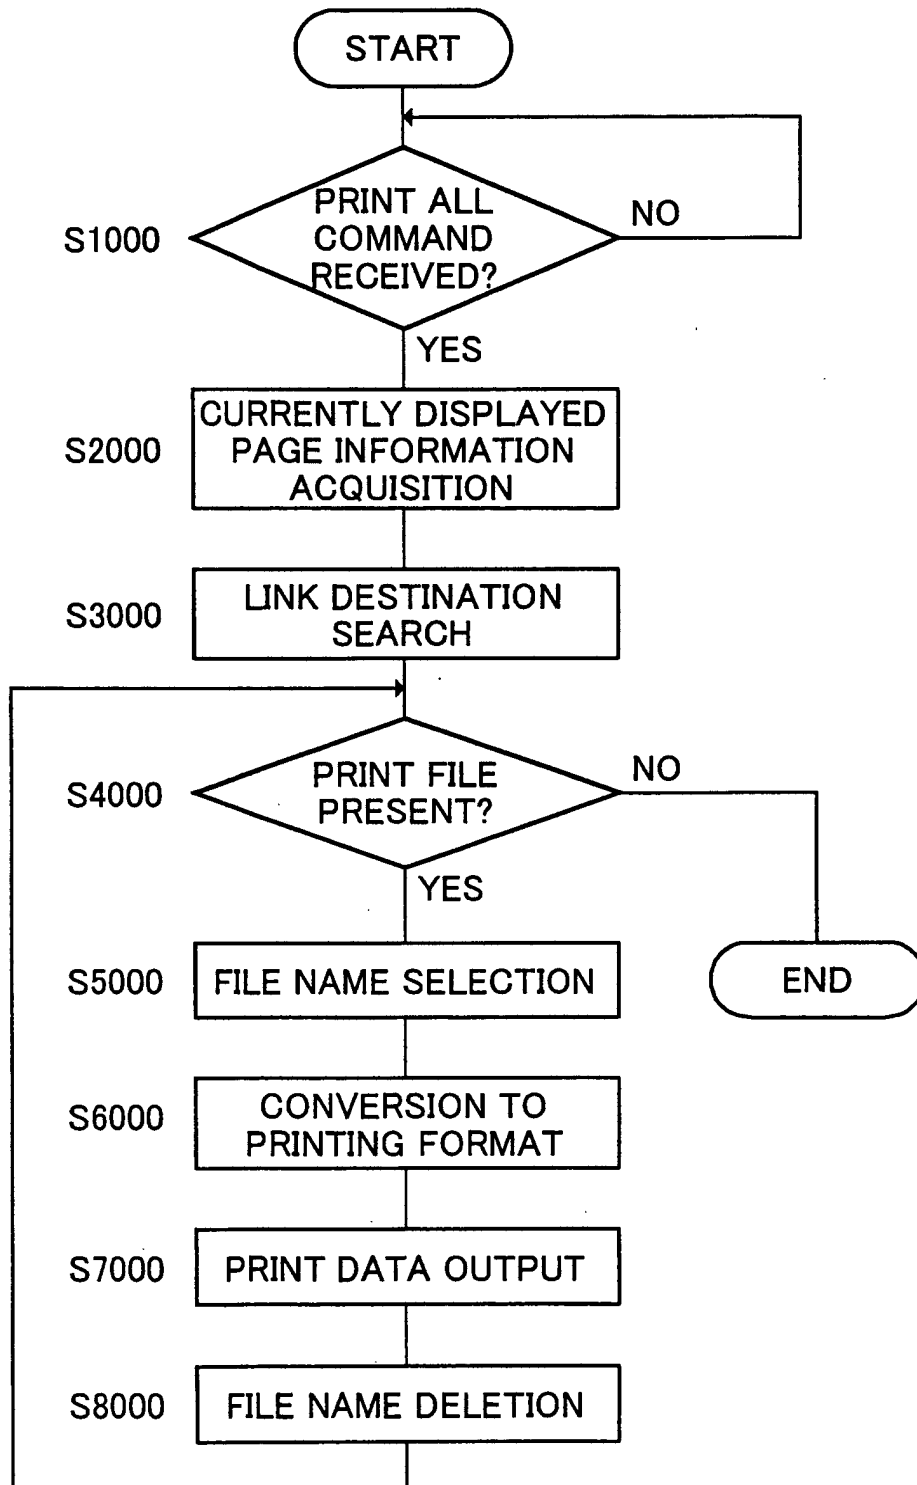 START
PRINT ALL
COMMAND
RECEIVED?
S1000
NO
YES
S2000
CURRENTLY DISPLAYED
PAGE INFORMATION
ACQUISITION
S3000
LINK DESTINATION
SEARCH
S4000
PRINT FILE
PRESENT?
NO
YES
S5000
FILE NAME SELECTION
END
S6000
CONVERSION TO
PRINTING FORMAT
S7000
PRINT DATA OUTPUT
S8000
FILE NAME DELETION